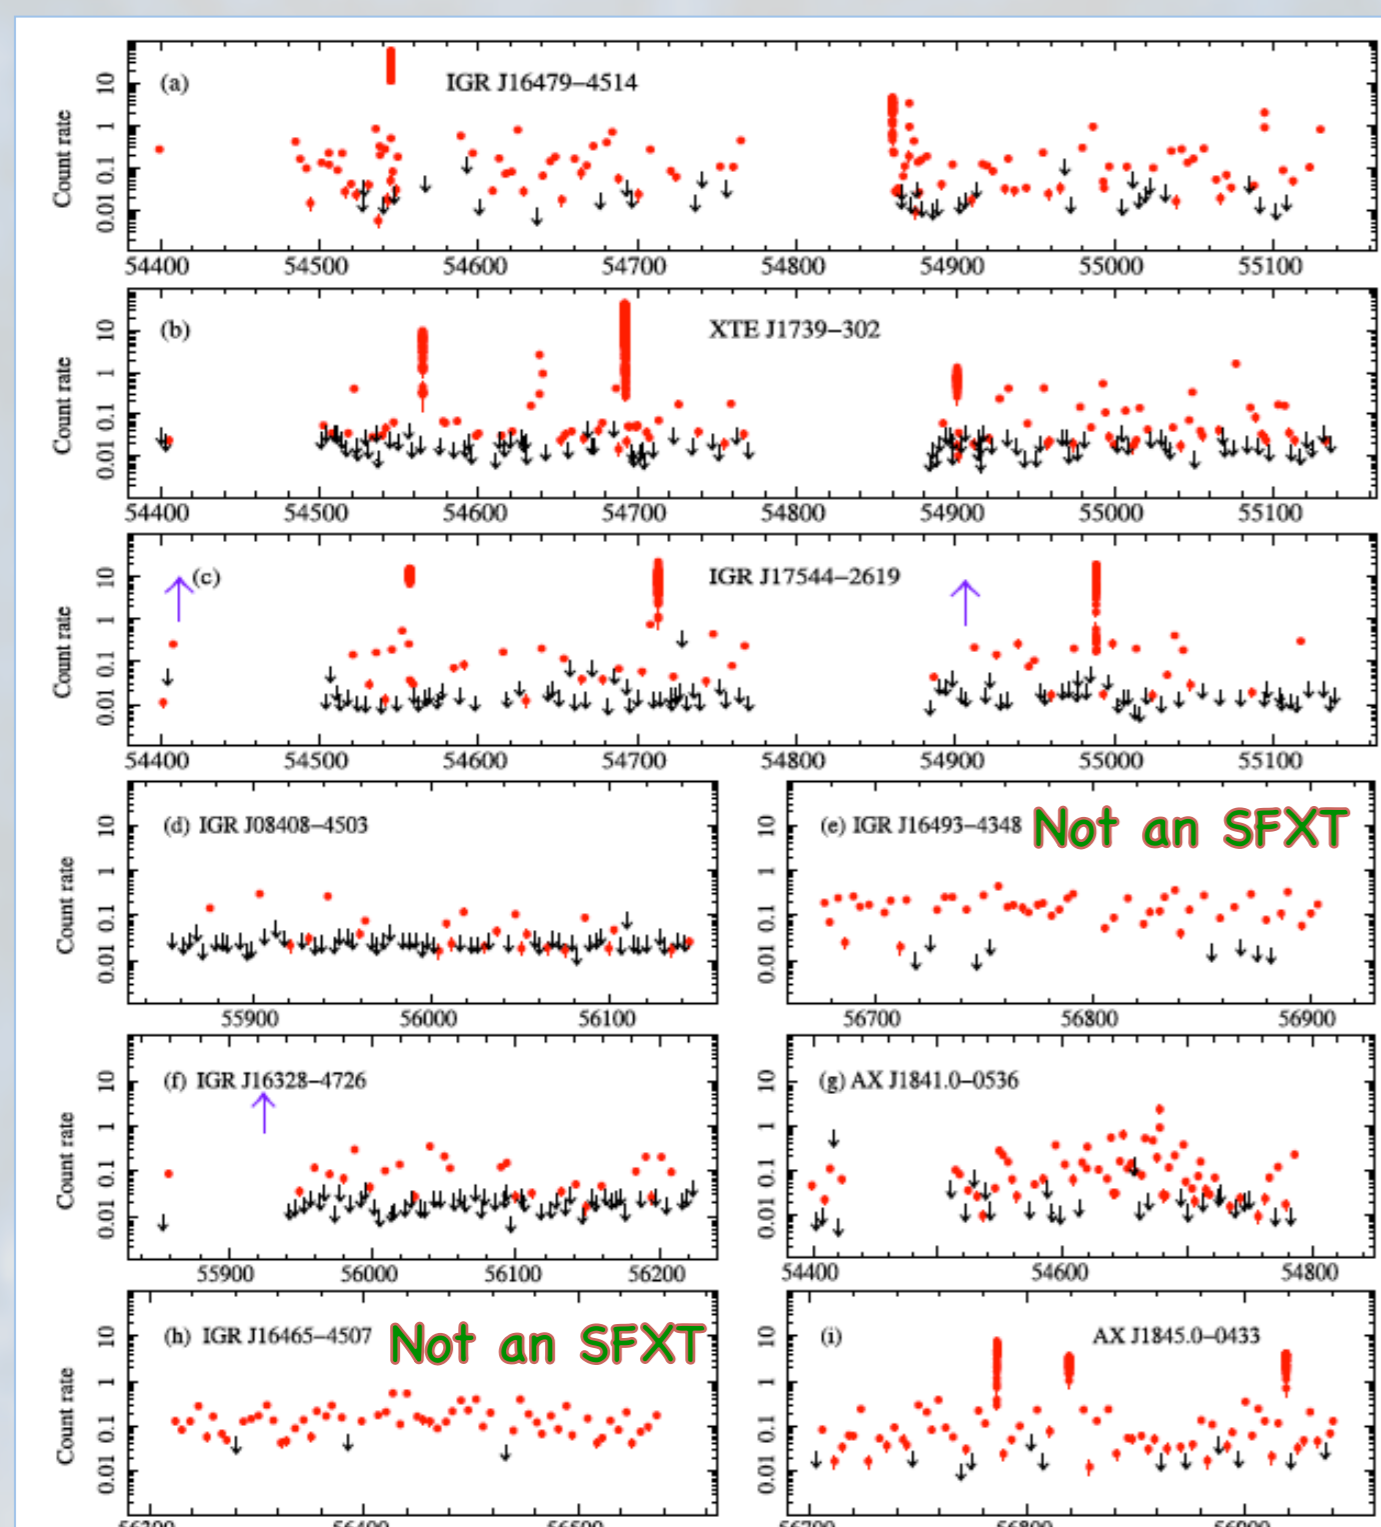 (a)
IGR J16479−4514
Count rate
10
1
0.1
0.01
54400 54500 54600 54700 54800 54900 55000 55100
(b)
XTE J1739−302
Count rate
10
1
0.1
0.01
54400 54500 54600 54700 54800 54900 55000 55100
(c)
IGR J17544−2619
Count rate
10
1
0.1
0.01
54400 54500 54600 54700 54800 54900 55000 55100
(d) IGR J08408−4503
Count rate
10
1
0.1
0.01
55900 56000 56100
(e) IGR J16493−4348 Not an SFXT
10
1
0.1
0.01
56700 56800 56900
(f) IGR J16328−4726
Count rate
10
1
0.1
0.01
55900 56000 56100 56200
(g) AX J1841.0−0536
10
1
0.1
0.01
54400 54600 54800
(h) IGR J16465−4507 Not an SFXT
Count rate
10
1
0.1
0.01
(i) AX J1845.0−0433
10
1
0.1
0.01